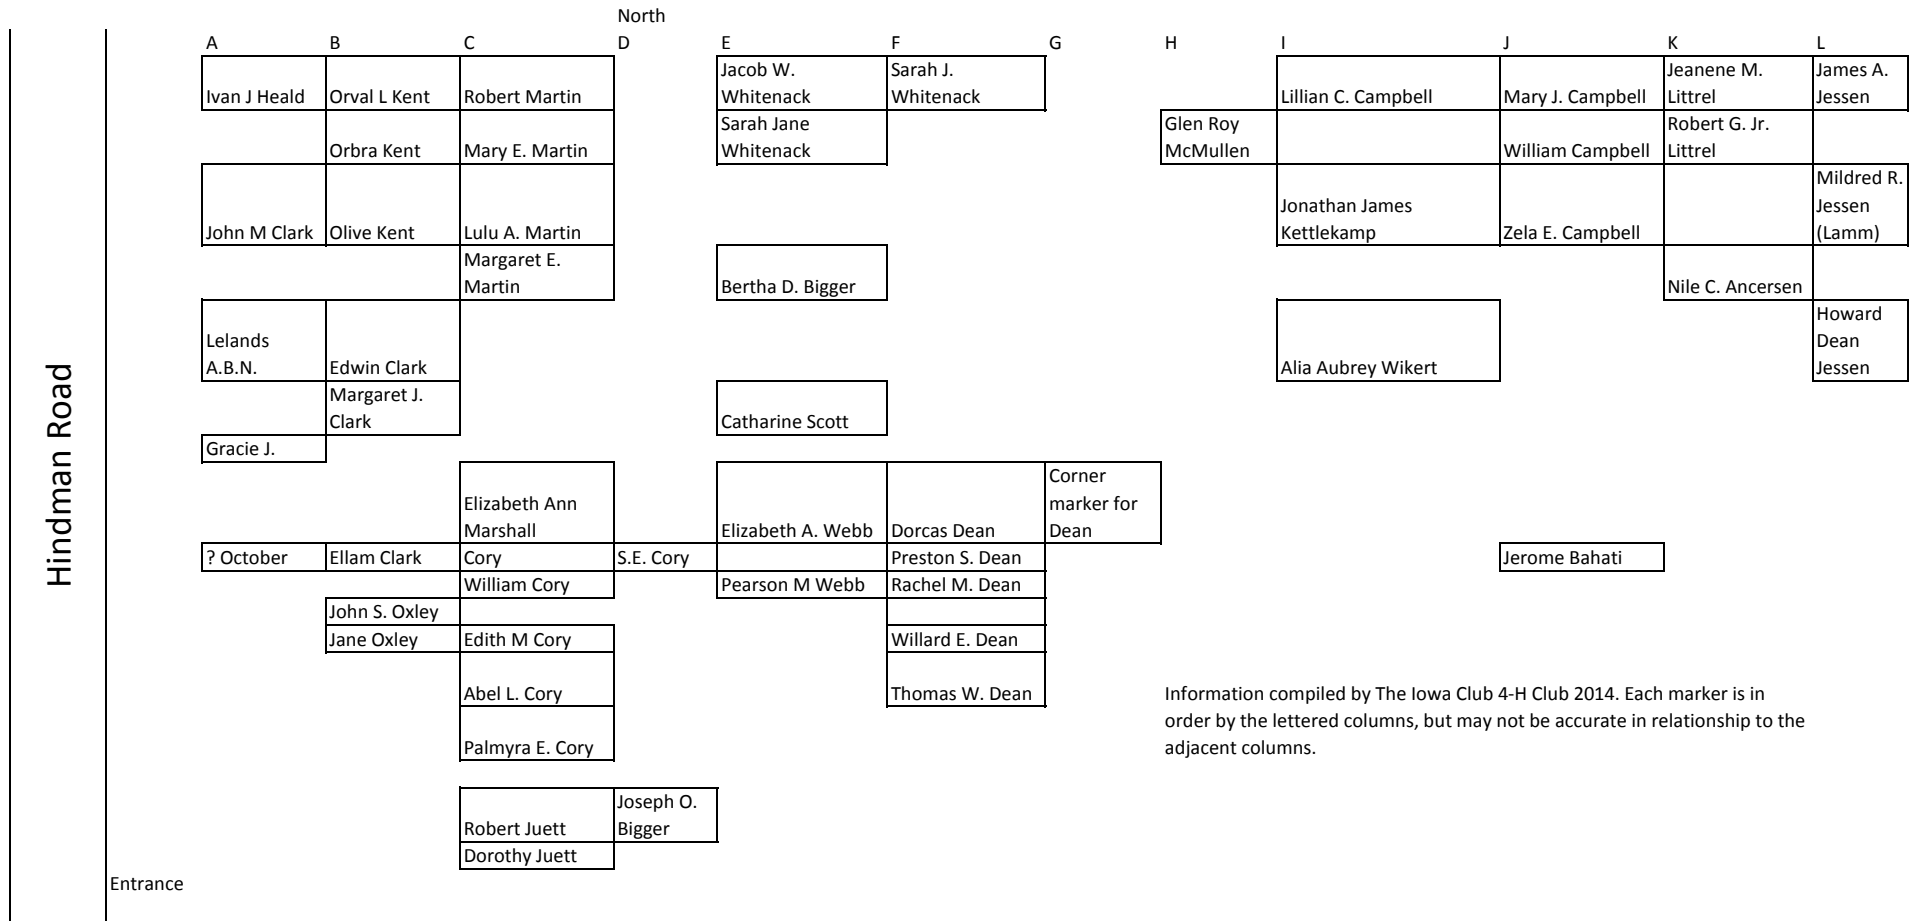 North
A B C D E F G H I J K L
Ivan J Heald
Orval L Kent
Robert Martin
Jacob W.
Whitenack
Sarah J.
Whitenack
Lillian C. Campbell
Mary J. Campbell
Jeanene M.
Littrel
James A.
Jessen
Orbra Kent
Mary E. Martin
Sarah Jane
Whitenack
Glen Roy
McMullen
William Campbell
Robert G. Jr.
Littrel
John M Clark
Olive Kent
Lulu A. Martin
Jonathan James
Kettlekamp
Zela E. Campbell
Mildred R.
Jessen
(Lamm)
Margaret E.
Martin
Bertha D. Bigger
Nile C. Ancersen
Lelands
A.B.N.
Edwin Clark
Alia Aubrey Wikert
Howard
Dean
Jessen
Margaret J.
Clark
Catharine Scott
Gracie J.
Elizabeth Ann
Marshall
Elizabeth A. Webb
Dorcas Dean
Corner
marker for
Dean
? October
Ellam Clark
Cory
S.E. Cory
Preston S. Dean
Jerome Bahati
William Cory
Pearson M Webb
Rachel M. Dean
John S. Oxley
Jane Oxley
Edith M Cory
Willard E. Dean
Abel L. Cory
Thomas W. Dean
Palmyra E. Cory
Information compiled by The Iowa Club 4-H Club 2014. Each marker is in
order by the lettered columns, but may not be accurate in relationship to the
adjacent columns.
Robert Juett
Joseph O.
Bigger
Dorothy Juett
Entrance
Hindman Road